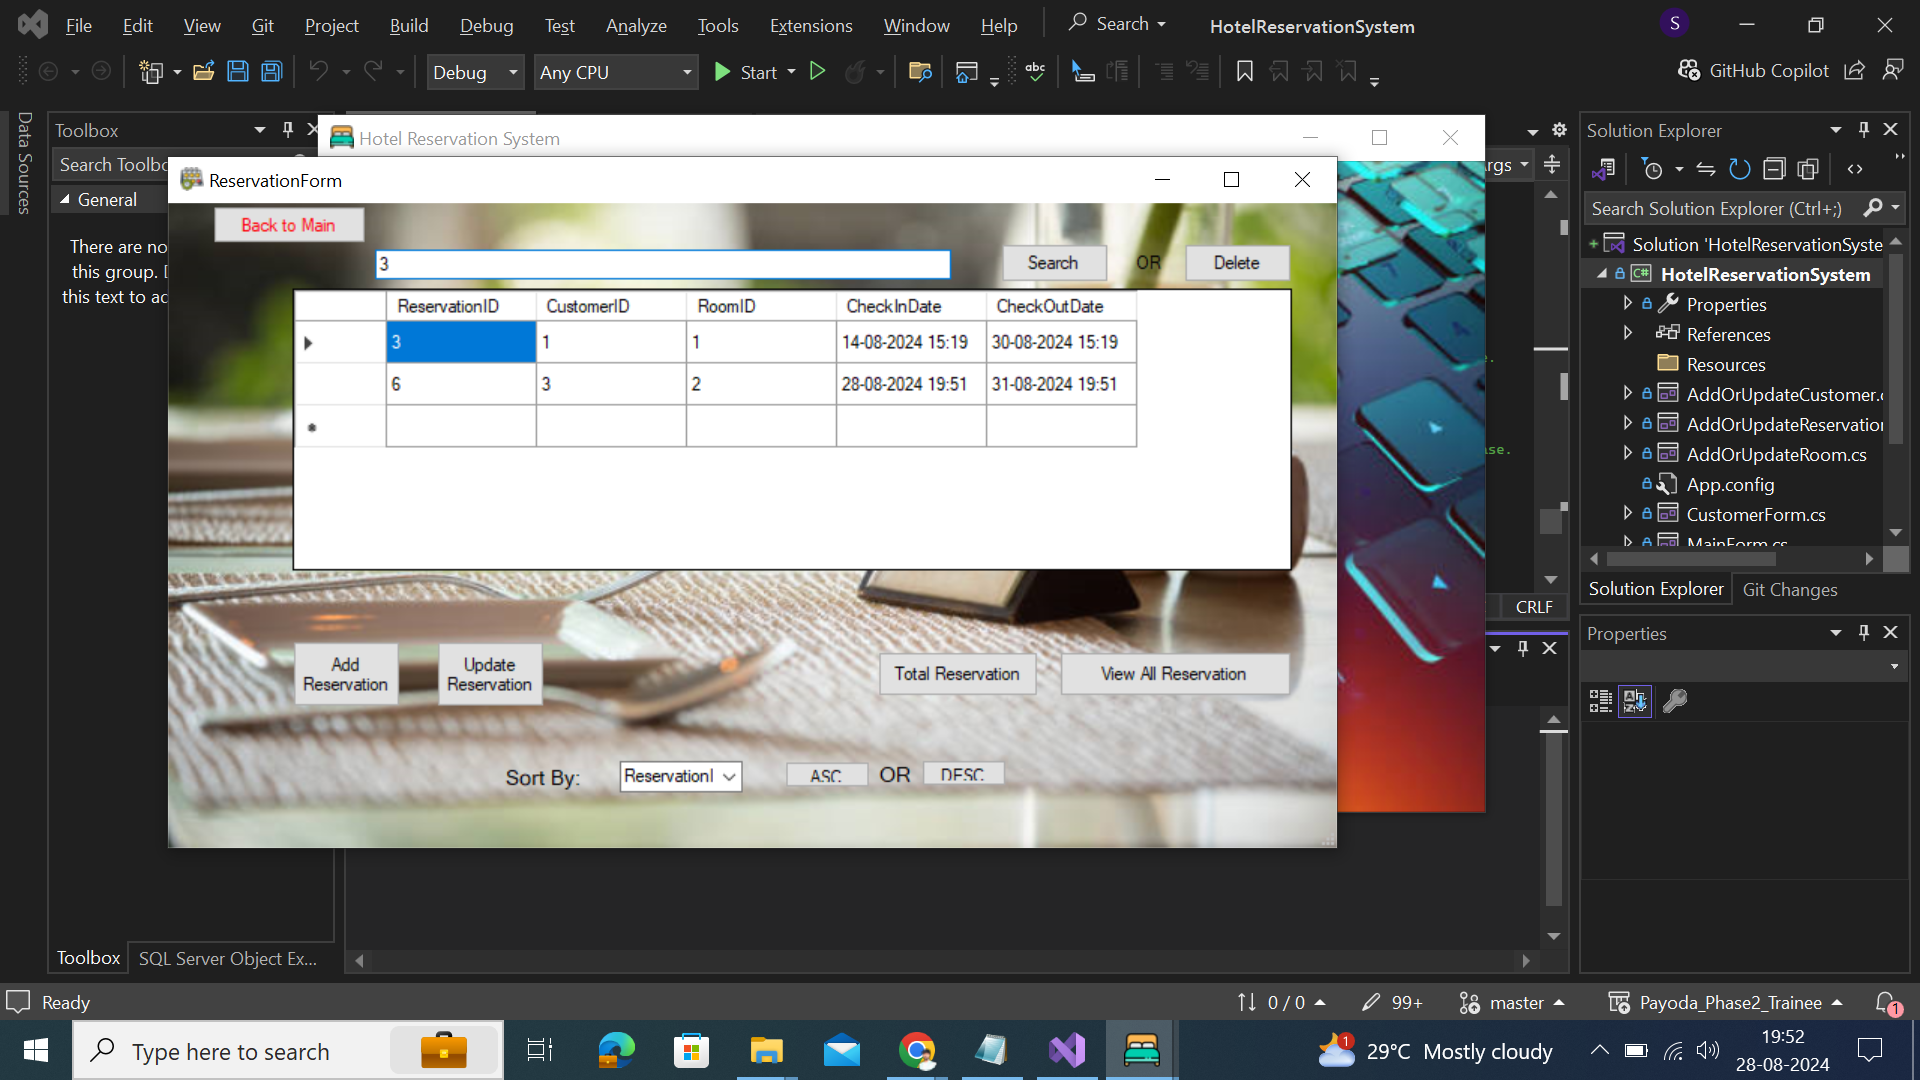 File Edit View Git Project Build Debug Test Analyze Tools Extensions Window Help Search HotelReservationSystem S
Debug Any CPU Start abc GitHub Copilot
Data Sources
Toolbox
Search Toolbo
General
There are no
this group. D
this text to ad
Hotel Reservation System
ReservationForm
Back to Main
3
Search OR Delete
ReservationID CustomerID RoomID CheckInDate CheckOutDate
3 1 1 14-08-2024 15:19 30-08-2024 15:19
6 3 2 28-08-2024 19:51 31-08-2024 19:51
Add Reservation
Update Reservation
Total Reservation
View All Reservation
Sort By: ReservationI ASC OR DESC
rgs
ase.
CRLF
Solution Explorer
Search Solution Explorer (Ctrl+;)
Solution 'HotelReservationSyste
C# HotelReservationSystem
Properties
References
Resources
AddOrUpdateCustomer.c
AddOrUpdateReservation
AddOrUpdateRoom.cs
App.config
CustomerForm.cs
MainForm.cs
Solution Explorer Git Changes
Properties
Toolbox SQL Server Object Ex...
Ready 0 / 0 99+ master Payoda_Phase2_Trainee 1
Type here to search 1 29°C Mostly cloudy 19:52
28-08-2024